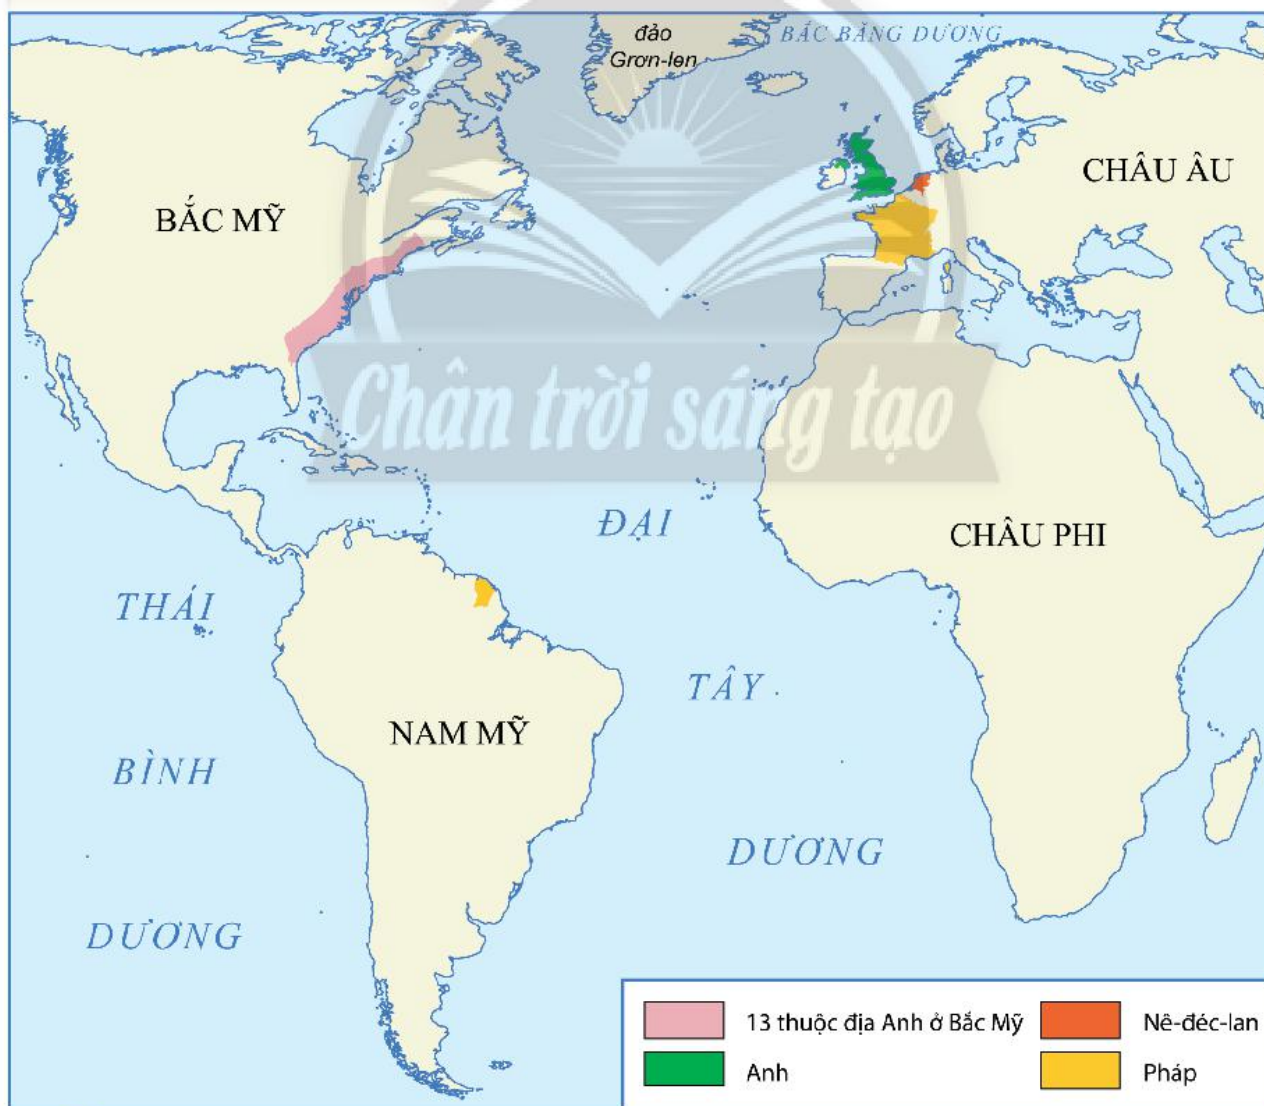 đảo
Grơn-len
BẮC BĂNG DƯƠNG
CHÂU ÂU
BẮC MỸ
Chân trời sáng tạo
ĐẠI
CHÂU PHI
THÁI
TÂY
NAM MỸ
BÌNH
DƯƠNG
DƯƠNG
13 thuộc địa Anh ở Bắc Mỹ
Nê-đéc-lan
Anh
Pháp